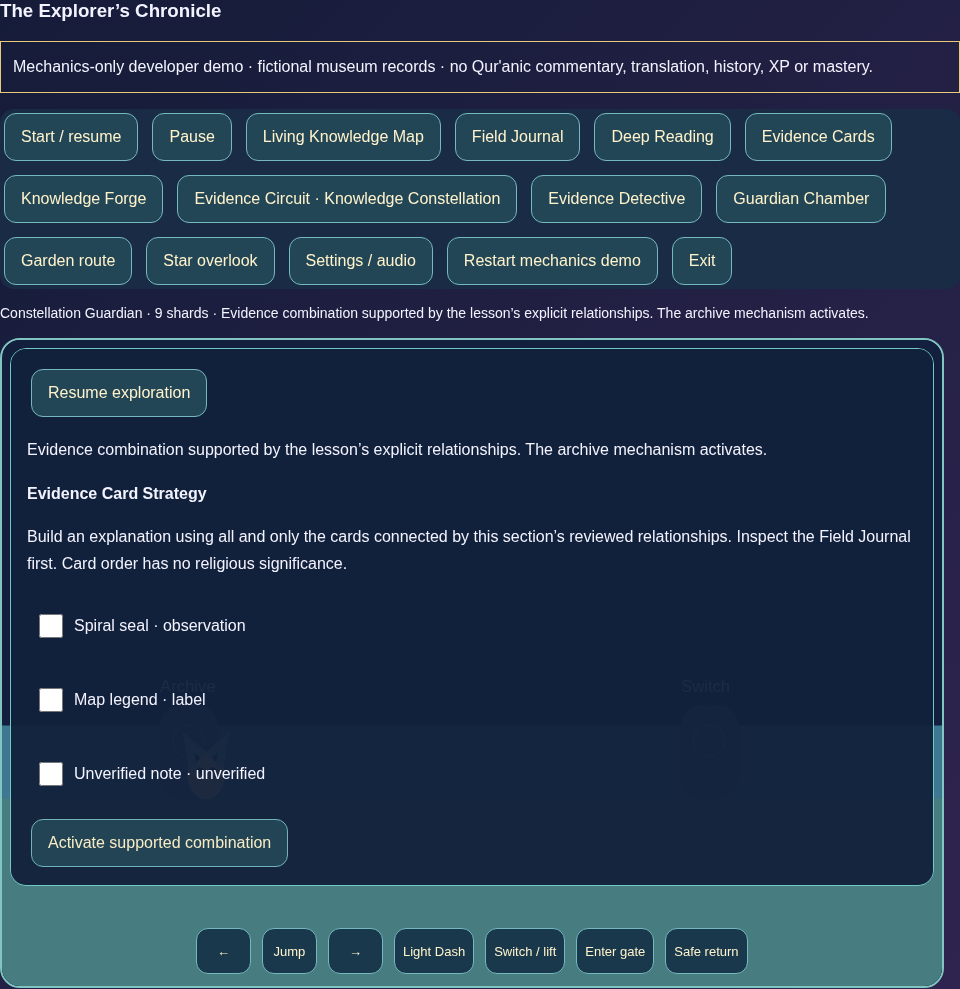 The Explorer’s Chronicle
Mechanics-only developer demo · fictional museum records · no Qur'anic commentary, translation, history, XP or mastery.
Start / resume
Pause
Living Knowledge Map
Field Journal
Deep Reading
Evidence Cards
Knowledge Forge
Evidence Circuit · Knowledge Constellation
Evidence Detective
Guardian Chamber
Garden route
Star overlook
Settings / audio
Restart mechanics demo
Exit
Constellation Guardian · 9 shards · Evidence combination supported by the lesson’s explicit relationships. The archive mechanism activates.
Resume exploration
Evidence combination supported by the lesson’s explicit relationships. The archive mechanism activates.
Evidence Card Strategy
Build an explanation using all and only the cards connected by this section’s reviewed relationships. Inspect the Field Journal
first. Card order has no religious significance.
Spiral seal · observation
Archive
Switch
Map legend · label
Unverified note · unverified
Activate supported combination
←
Jump
→
Light Dash
Switch / lift
Enter gate
Safe return